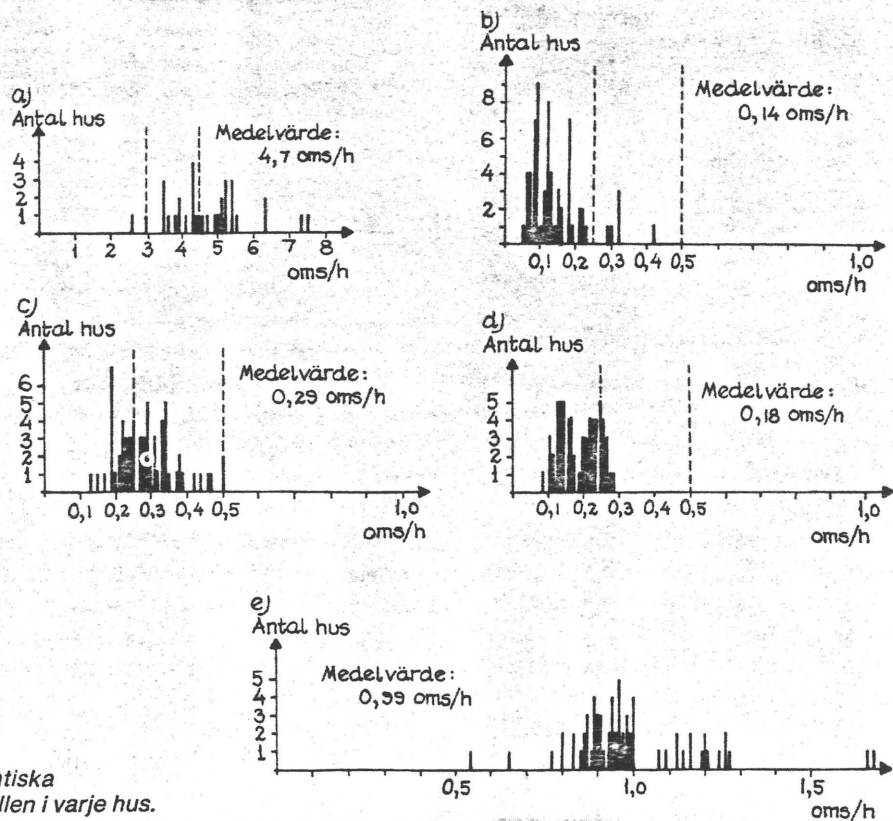 a)
Antal hus
Medelvärde:
4,7 oms/h
4
3
2
1
1 2 3 4 5 6 7 8
oms/h
b)
Antal hus
Medelvärde:
0,14 oms/h
8
6
4
2
0,1 0,2 0,3 0,4 0,5 1,0
oms/h
c)
Antal hus
Medelvärde:
0,29 oms/h
6
5
4
3
2
1
0,1 0,2 0,3 0,4 0,5 1,0
oms/h
d)
Antal hus
Medelvärde:
0,18 oms/h
5
4
3
2
1
0,1 0,2 0,3 0,4 0,5 1,0
oms/h
e)
Antal hus
Medelvärde:
0,99 oms/h
5
4
3
2
1
0,5 1,0 1,5
oms/h
ntiska
llen i varje hus.